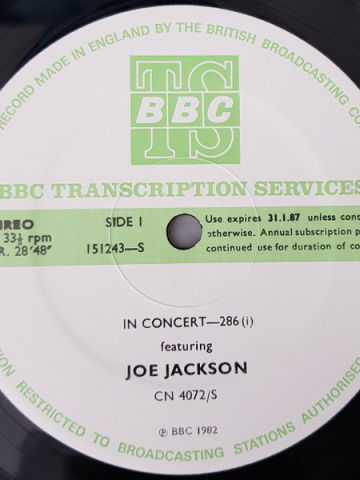 RECORD MADE IN ENGLAND BY THE BRITISH BROADCASTING
TS
BBC
BBC TRANSCRIPTION SERVICES
SIDE 1
33⅓ rpm
28'48"
151243—S
Use expires 31.1.87 unless
otherwise. Annual subscription
continued use for duration of
IN CONCERT—286 (i)
featuring
JOE JACKSON
CN 4072/S
℗ BBC 1982
RESTRICTED TO BROADCASTING STATIONS AUTHORISED